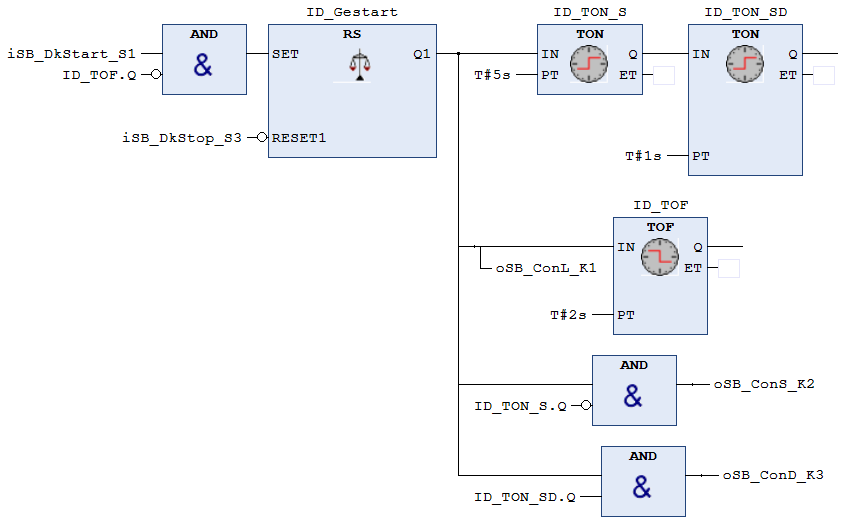 ID_Gestart
ID_TON_S
ID_TON_SD
AND
RS
TON
TON
iSB_DkStart_S1
&
SET
Q1
IN
Q
IN
Q
ID_TOF.Q
T#5s
PT
ET
ET
iSB_DkStop_S3
RESET1
T#1s
PT
ID_TOF
TOF
IN
Q
oSB_ConL_K1
ET
T#2s
PT
AND
&
oSB_ConS_K2
ID_TON_S.Q
AND
&
oSB_ConD_K3
ID_TON_SD.Q